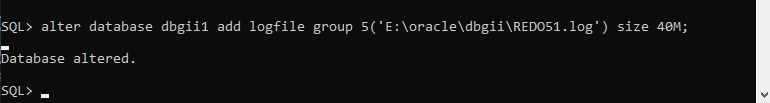 SQL> alter database dbgii1 add logfile group 5('E:\oracle\dbgii\REDO51.log') size 40M;
Database altered.
SQL>